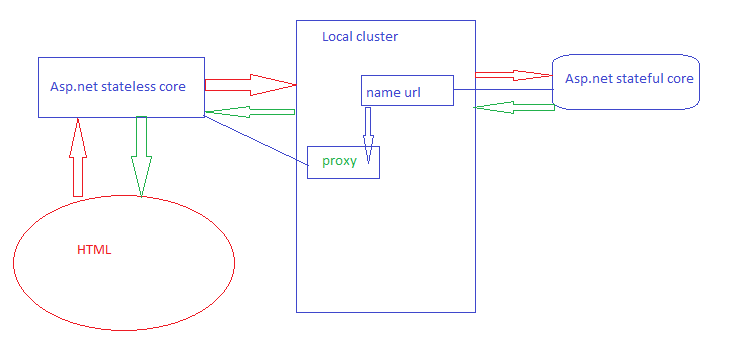 Local cluster
Asp.net stateless core
Asp.net stateful core
name url
proxy
HTML